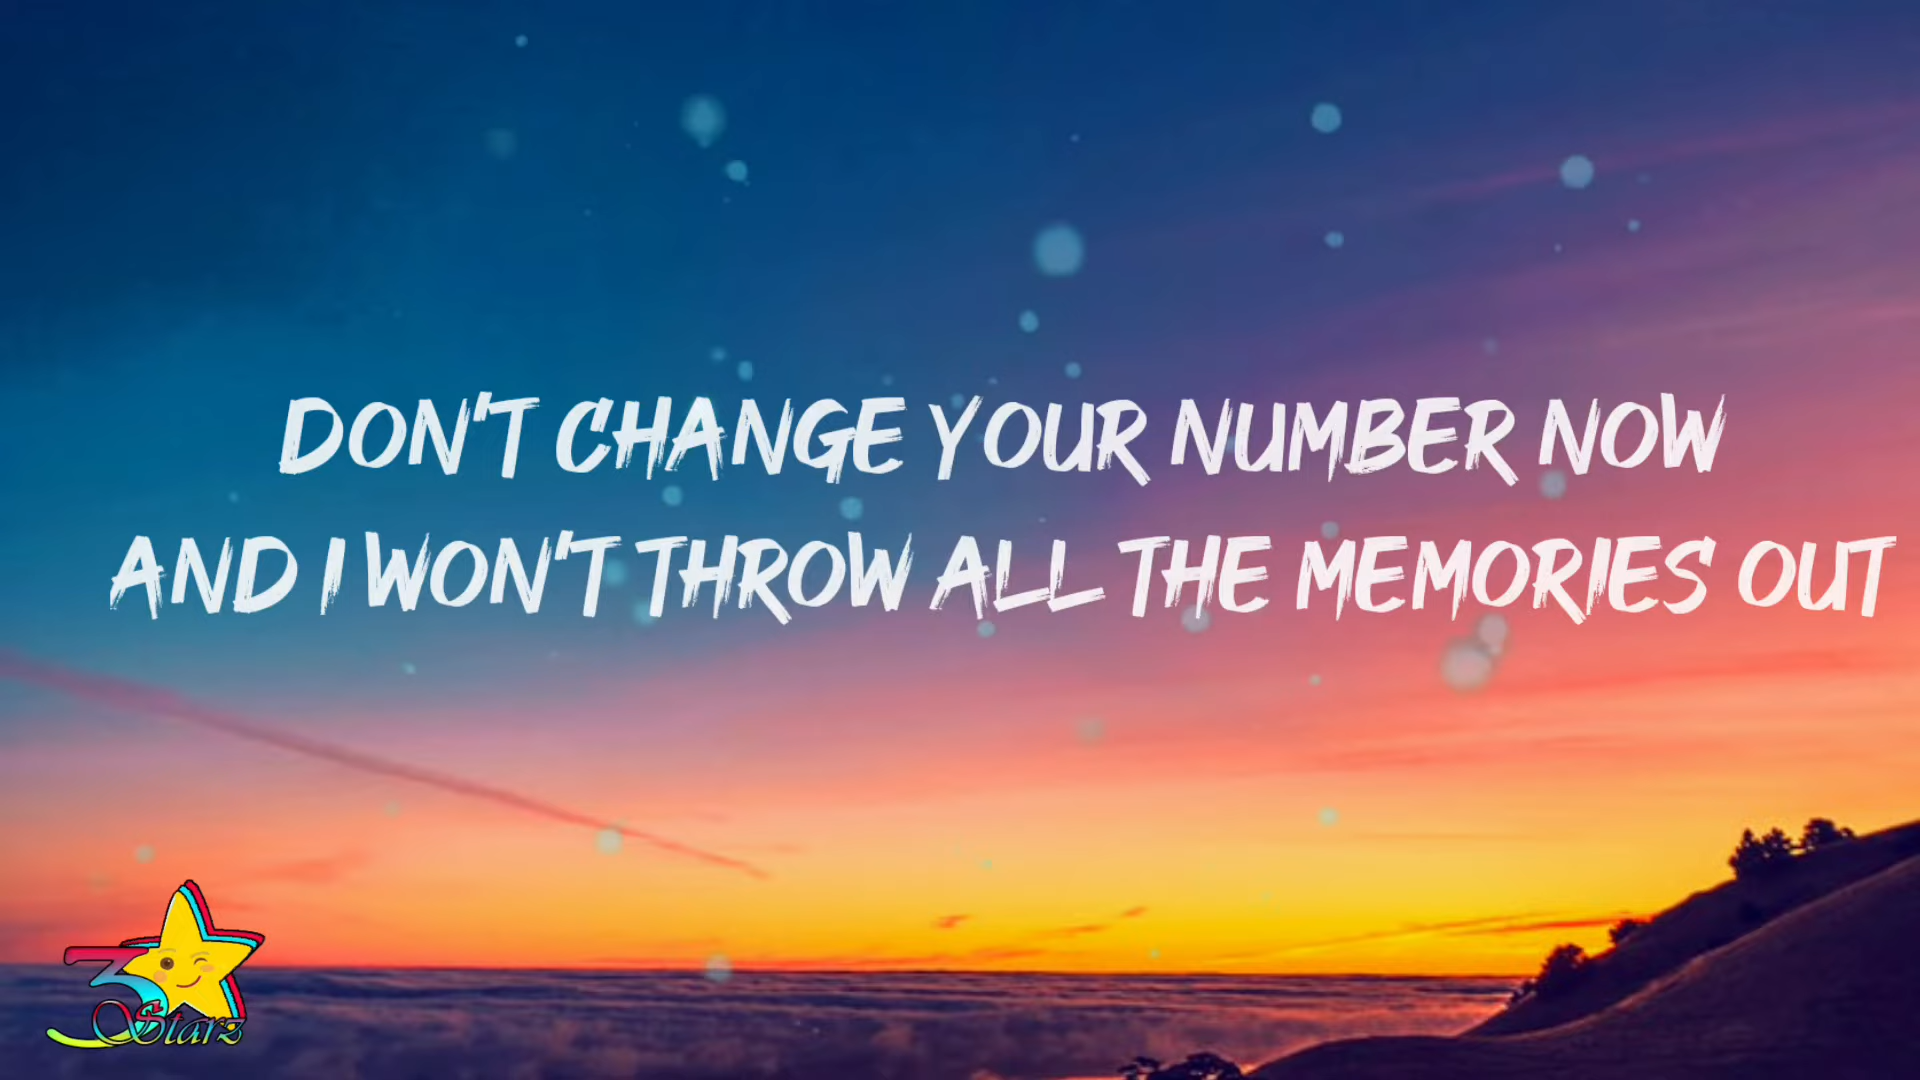 DON'T CHANGE YOUR NUMBER NOW
AND I WON'T THROW ALL THE MEMORIES OUT
3
Starz